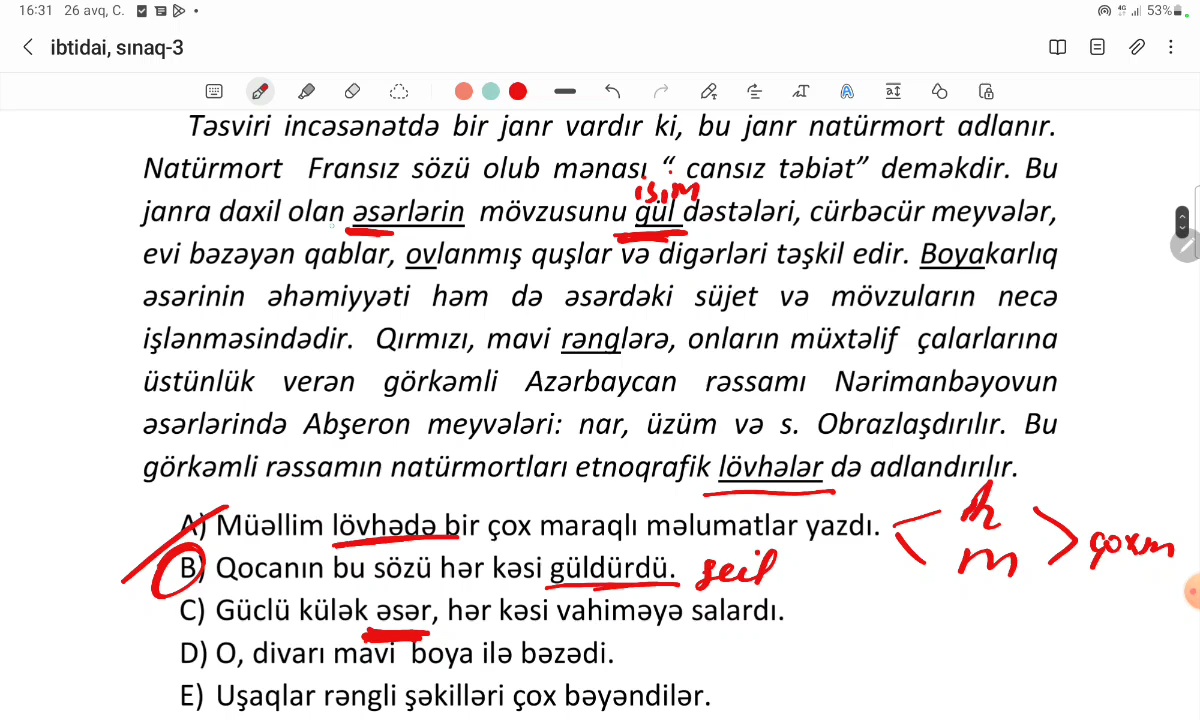 16:31 26 avq, C. 4G 53%
ibtidai, sınaq-3
Təsviri incəsənətdə bir janr vardır ki, bu janr natürmort adlanır.
Natürmort Fransız sözü olub mənası “ cansız təbiət” deməkdir. Bu
isim
janra daxil olan əsərlərin mövzusunu gül dəstələri, cürbəcür meyvələr,
evi bəzəyən qablar, ovlanmış quşlar və digərləri təşkil edir. Boyakarlıq
əsərinin əhəmiyyəti həm də əsərdəki süjet və mövzuların necə
işlənməsindədir. Qırmızı, mavi rənglərə, onların müxtəlif çalarlarına
üstünlük verən görkəmli Azərbaycan rəssamı Nərimanbəyovun
əsərlərində Abşeron meyvələri: nar, üzüm və s. Obrazlaşdırılır. Bu
görkəmli rəssamın natürmortları etnoqrafik lövhələr də adlandırılır.
A) Müəllim lövhədə bir çox maraqlı məlumatlar yazdı. h m çoxm
B) Qocanın bu sözü hər kəsi güldürdü. feil
C) Güclü külək əsər, hər kəsi vahiməyə salardı.
D) O, divarı mavi boya ilə bəzədi.
E) Uşaqlar rəngli şəkilləri çox bəyəndilər.